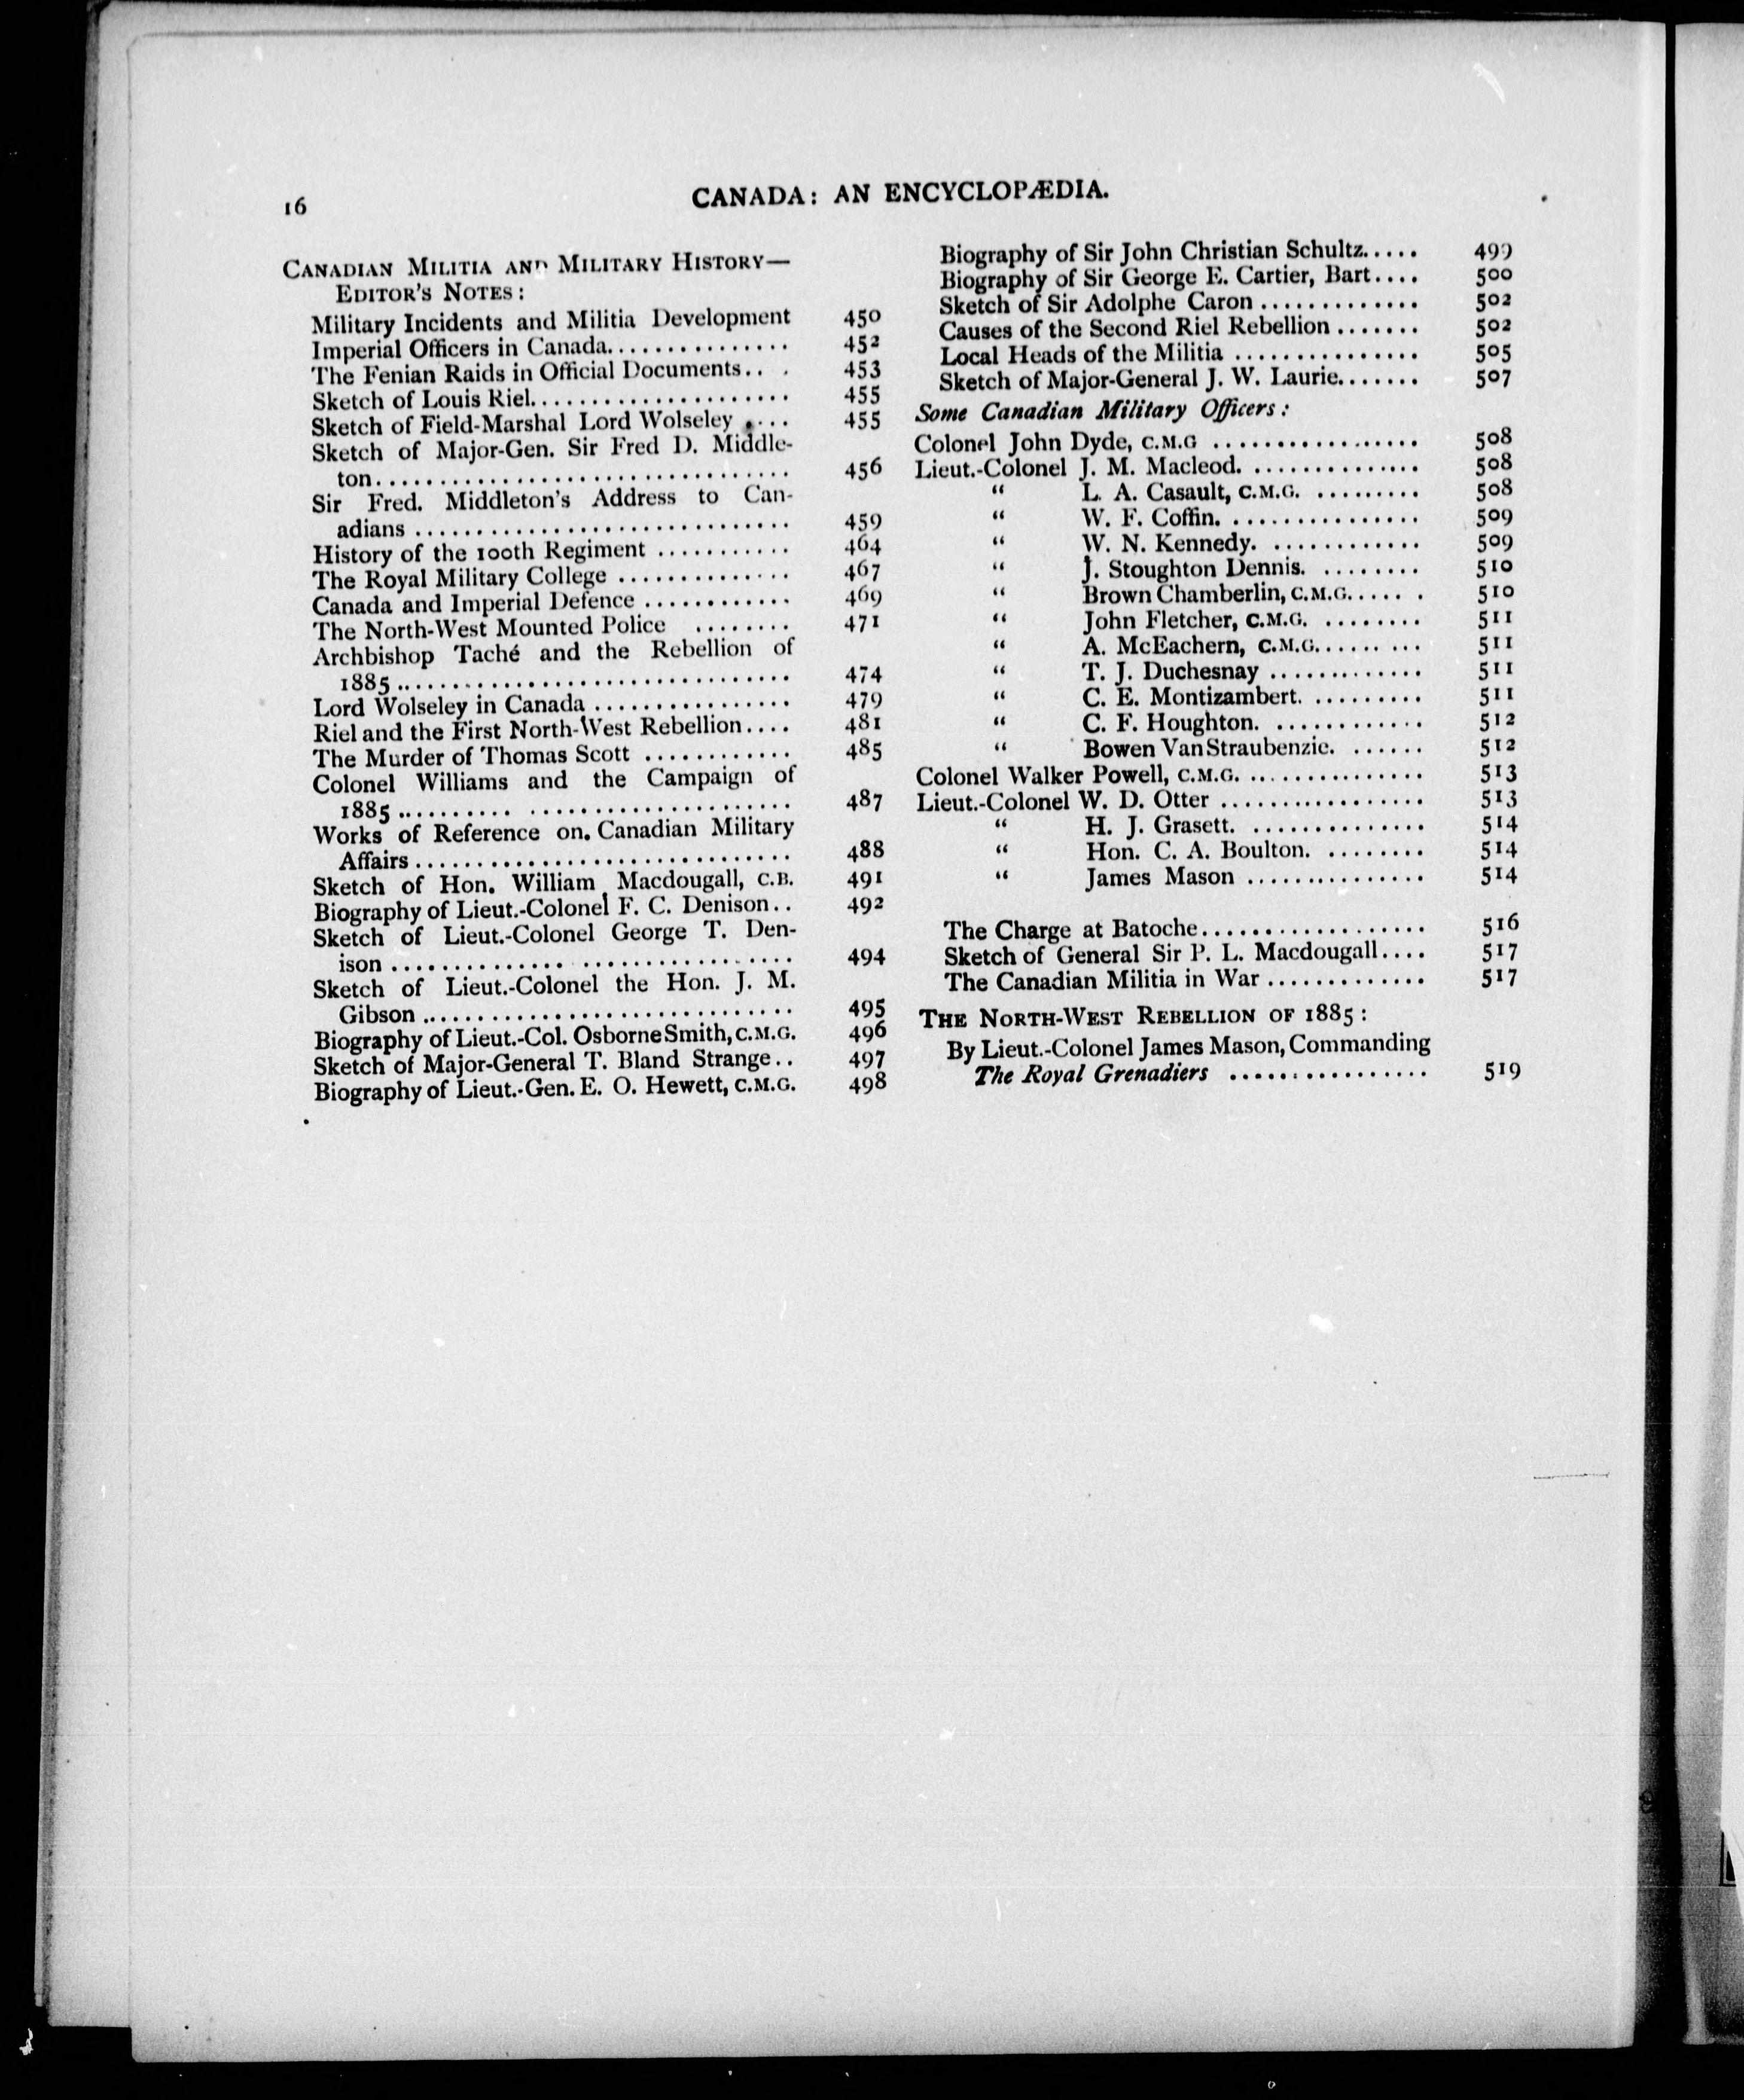 16
CANADA: AN ENCYCLOPÆDIA.
CANADIAN MILITIA AND MILITARY HISTORY—
EDITOR'S NOTES:
Military Incidents and Militia Development 450
Imperial Officers in Canada............... 452
The Fenian Raids in Official Documents.. . 453
Sketch of Louis Riel..................... 455
Sketch of Field-Marshal Lord Wolseley .... 455
Sketch of Major-Gen. Sir Fred D. Middle-
ton................................. 456
Sir Fred. Middleton's Address to Can-
adians .............................. 459
History of the 100th Regiment ........... 464
The Royal Military College .............. 467
Canada and Imperial Defence ............ 469
The North-West Mounted Police ........ 471
Archbishop Taché and the Rebellion of
1885................................ 474
Lord Wolseley in Canada ................ 479
Riel and the First North-West Rebellion.... 481
The Murder of Thomas Scott ............ 485
Colonel Williams and the Campaign of
1885.......... ..................... 487
Works of Reference on. Canadian Military
Affairs.............................. 488
Sketch of Hon. William Macdougall, C.B. 491
Biography of Lieut.-Colonel F. C. Denison.. 492
Sketch of Lieut.-Colonel George T. Den-
ison ............................... 494
Sketch of Lieut.-Colonel the Hon. J. M.
Gibson .............................. 495
Biography of Lieut.-Col. Osborne Smith, C.M.G. 496
Sketch of Major-General T. Bland Strange.. 497
Biography of Lieut.-Gen. E. O. Hewett, C.M.G. 498
Biography of Sir John Christian Schultz..... 499
Biography of Sir George E. Cartier, Bart.... 500
Sketch of Sir Adolphe Caron ............. 502
Causes of the Second Riel Rebellion ....... 502
Local Heads of the Militia ............... 505
Sketch of Major-General J. W. Laurie....... 507
Some Canadian Military Officers:
Colonel John Dyde, C.M.G ................. 508
Lieut.-Colonel J. M. Macleod. .............. 508
“ L. A. Casault, C.M.G. ......... 508
“ W. F. Coffin. ............... 509
“ W. N. Kennedy. ............ 509
“ J. Stoughton Dennis. ........ 510
“ Brown Chamberlin, C.M.G..... . 510
“ John Fletcher, C.M.G. ........ 511
“ A. McEachern, C.M.G......... 511
“ T. J. Duchesnay ............. 511
“ C. E. Montizambert. ......... 511
“ C. F. Houghton. ............ 512
“ Bowen VanStraubenzie. ...... 512
Colonel Walker Powell, C.M.G. .............. 513
Lieut.-Colonel W. D. Otter ................. 513
“ H. J. Grasett. .............. 514
“ Hon. C. A. Boulton. ........ 514
“ James Mason ............... 514
The Charge at Batoche.................. 516
Sketch of General Sir P. L. Macdougall.... 517
The Canadian Militia in War ............. 517
THE NORTH-WEST REBELLION OF 1885:
By Lieut.-Colonel James Mason, Commanding
The Royal Grenadiers ................ 519